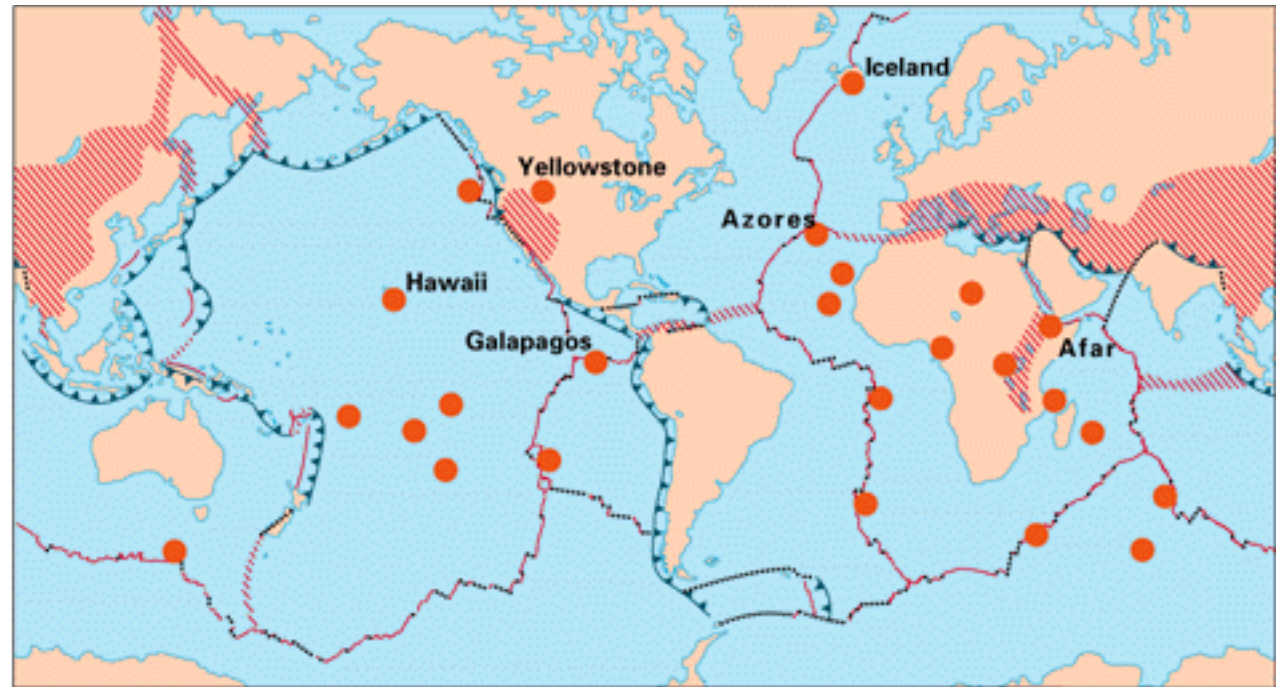 Iceland
Yellowstone
Azores
Hawaii
Galapagos
Afar